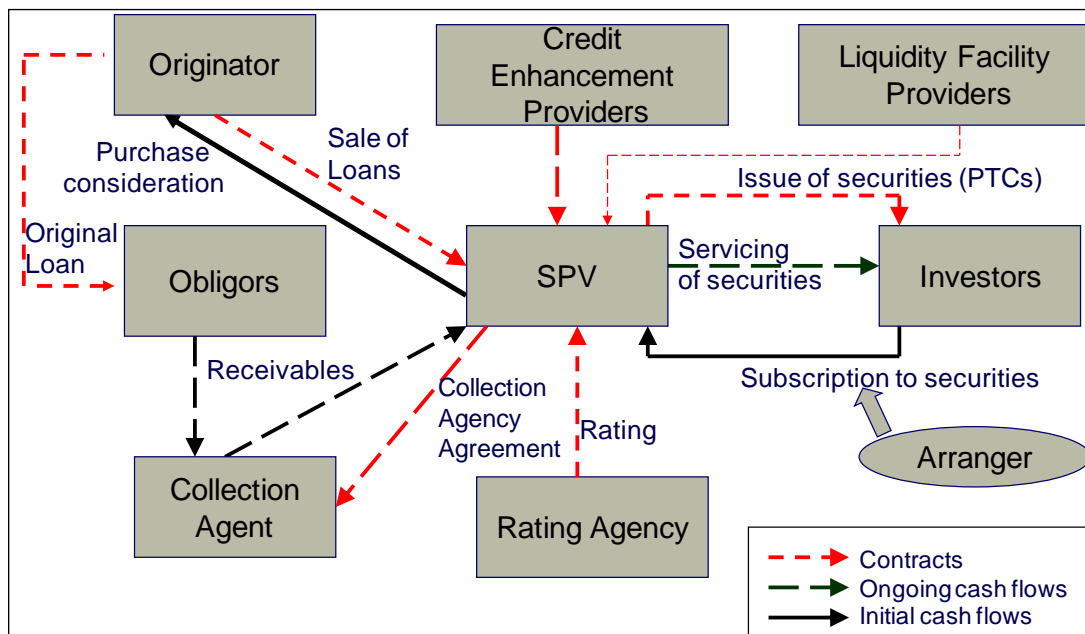 Originator
Credit
Enhancement
Providers
Liquidity Facility
Providers
Purchase
consideration
Sale of
Loans
Issue of securities (PTCs)
Original
Loan
Obligors
SPV
Servicing
of securities
Investors
Receivables
Collection
Agency
Agreement
Rating
Subscription to securities
Arranger
Collection
Agent
Rating Agency
Contracts
Ongoing cash flows
Initial cash flows